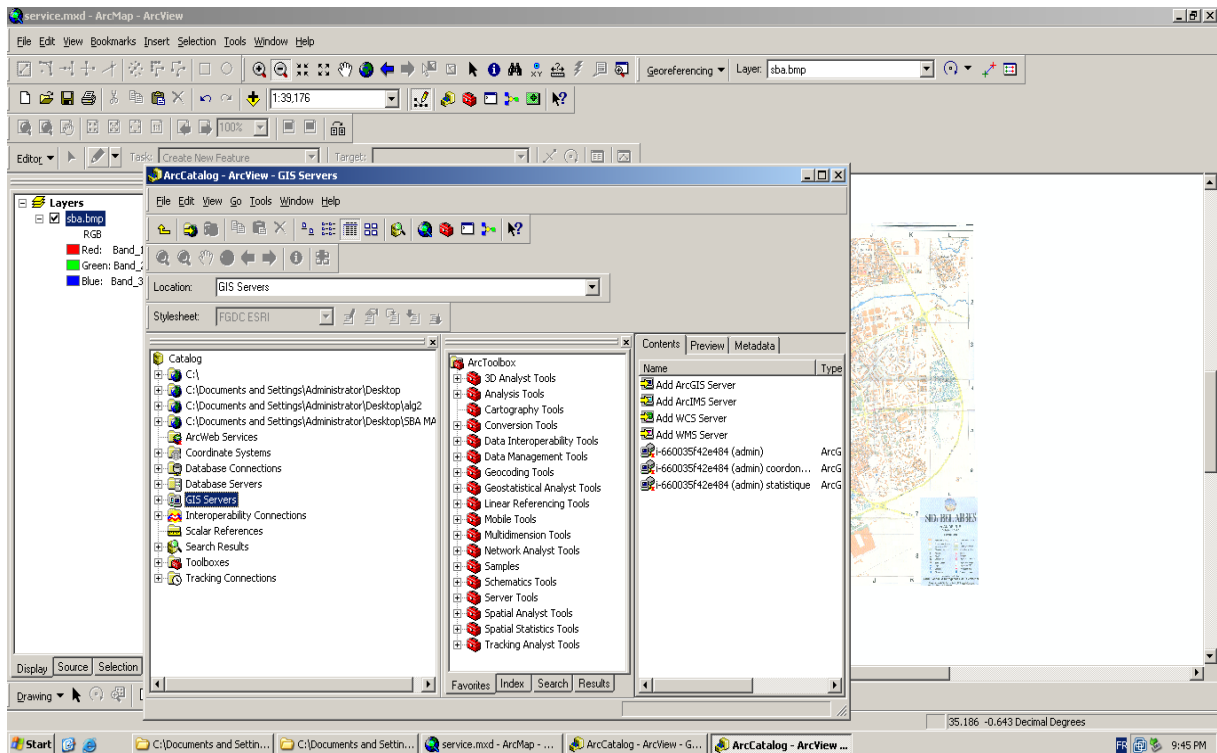 service.mxd - ArcMap - ArcView
File Edit View Bookmarks Insert Selection Tools Window Help
Georeferencing Layer: sba.bmp
1:39,176
100%
Editor Task: Create New Feature Target:
ArcCatalog - ArcView - GIS Servers
File Edit View Go Tools Window Help
Location: GIS Servers
Stylesheet: FGDC ESRI
Layers
sba.bmp
RGB
Red: Band_1
Green: Band_2
Blue: Band_3
Catalog
C:\
C:\Documents and Settings\Administrator\Desktop
C:\Documents and Settings\Administrator\Desktop\alg2
C:\Documents and Settings\Administrator\Desktop\SBA MA
ArcWeb Services
Coordinate Systems
Database Connections
Database Servers
GIS Servers
Interoperability Connections
Scalar References
Search Results
Toolboxes
Tracking Connections
ArcToolbox
3D Analyst Tools
Analysis Tools
Cartography Tools
Conversion Tools
Data Interoperability Tools
Data Management Tools
Geocoding Tools
Geostatistical Analyst Tools
Linear Referencing Tools
Mobile Tools
Multidimension Tools
Network Analyst Tools
Samples
Schematics Tools
Server Tools
Spatial Analyst Tools
Spatial Statistics Tools
Tracking Analyst Tools
Favorites Index Search Results
Contents Preview Metadata
Name Type
Add ArcGIS Server
Add ArcIMS Server
Add WCS Server
Add WMS Server
i-660035f42e484 (admin) ArcG
i-660035f42e484 (admin) coordon... ArcG
i-660035f42e484 (admin) statistique ArcG
J K L
SIDI BEL ABBES
J K
Display Source Selection
Drawing
35.186 -0.643 Decimal Degrees
Start C:\Documents and Settin... C:\Documents and Settin... service.mxd - ArcMap - ... ArcCatalog - ArcView - G... ArcCatalog - ArcView ... FR 9:45 PM